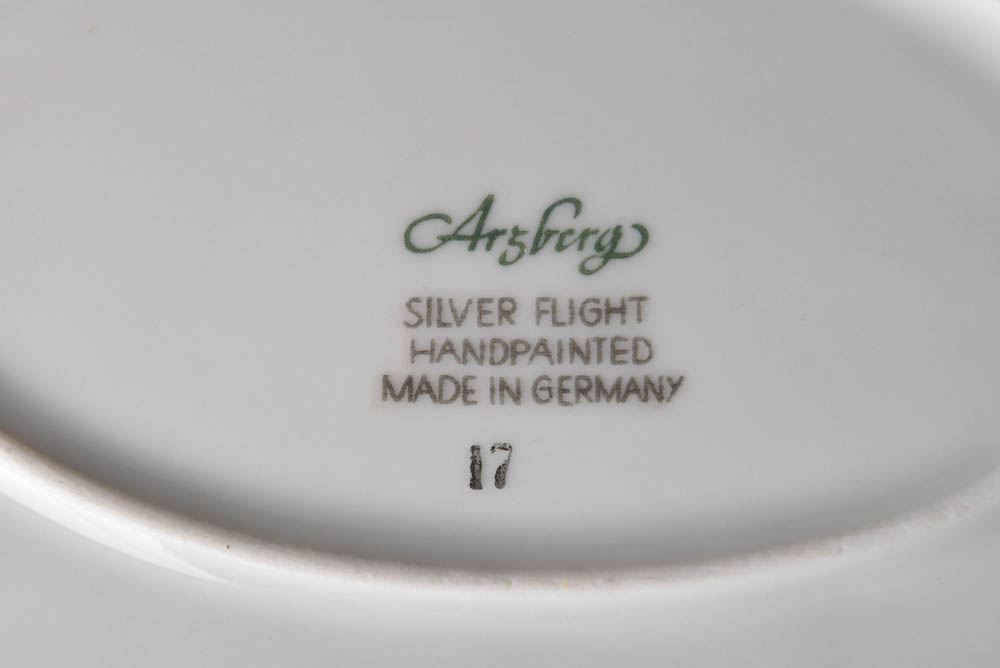 Arzberg
SILVER FLIGHT
HANDPAINTED
MADE IN GERMANY
17